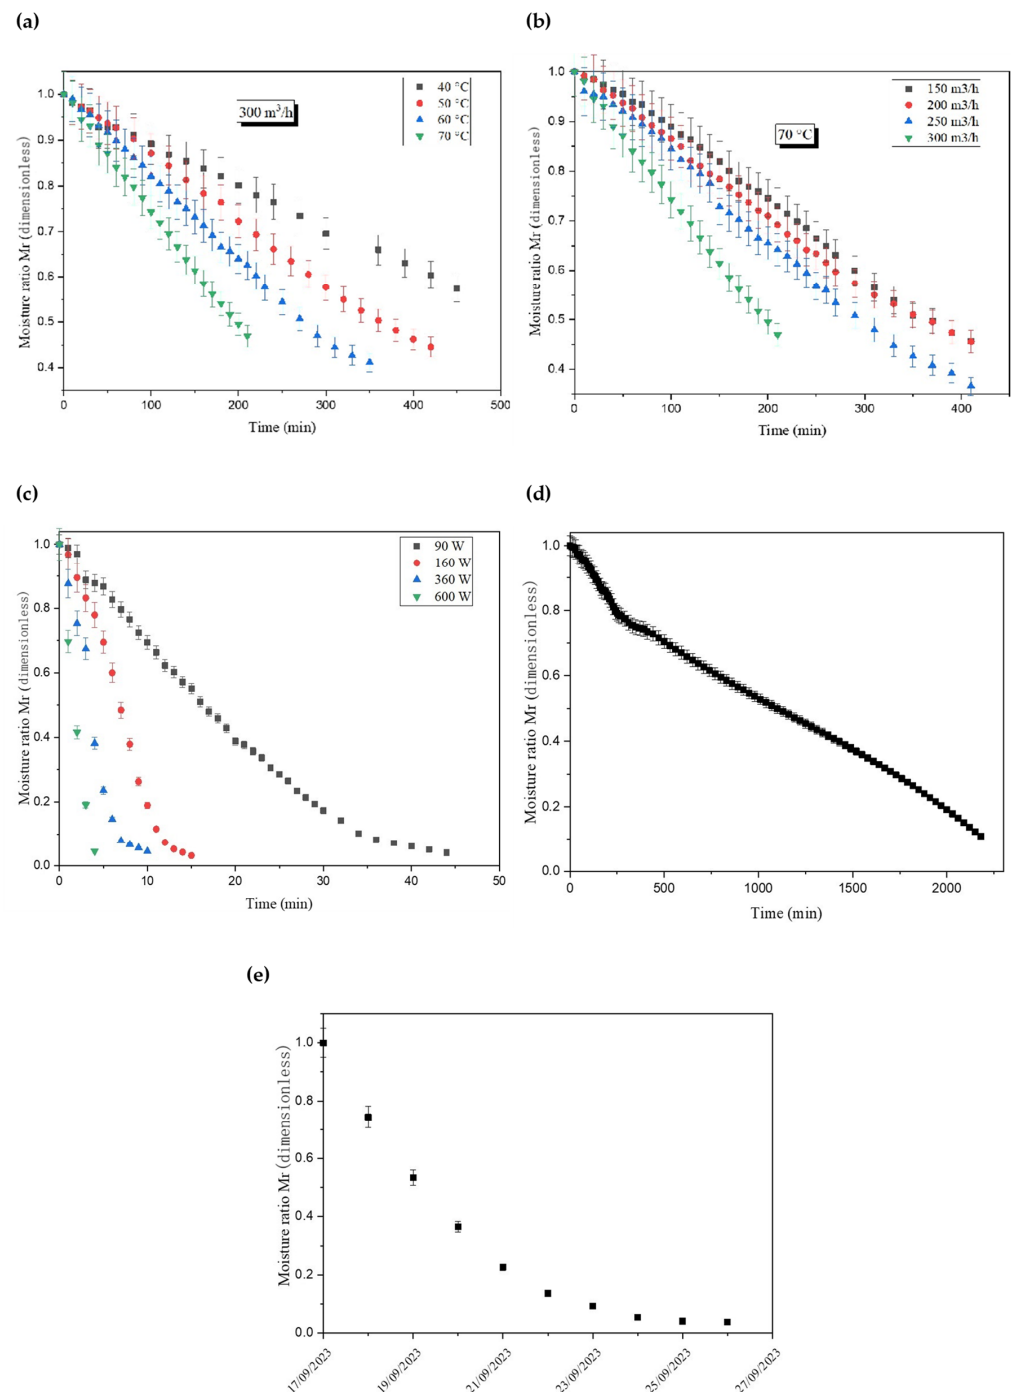 (a)
Moisture ratio Mr (dimensionless)
1.0
0.9
0.8
0.7
0.6
0.5
0.4
300 m³/h
40 °C
50 °C
60 °C
70 °C
0 100 200 300 400 500
Time (min)
(b)
Moisture ratio Mr (dimensionless)
1.0
0.9
0.8
0.7
0.6
0.5
0.4
70 °C
150 m3/h
200 m3/h
250 m3/h
300 m3/h
0 100 200 300 400
Time (min)
(c)
Moisture ratio Mr (dimensionless)
1.0
0.8
0.6
0.4
0.2
0.0
90 W
160 W
360 W
600 W
0 10 20 30 40 50
Time (min)
(d)
Moisture ratio Mr (dimensionless)
1.0
0.8
0.6
0.4
0.2
0.0
0 500 1000 1500 2000
Time (min)
(e)
Moisture ratio Mr (dimensionless)
1.0
0.8
0.6
0.4
0.2
0.0
17/09/2023 19/09/2023 21/09/2023 23/09/2023 25/09/2023 27/09/2023